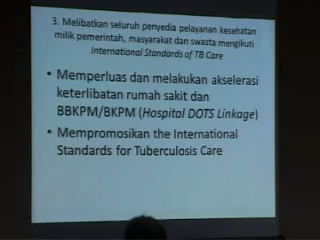 3. Melibatkan seluruh penyedia pelayanan kesehatan
milik pemerintah, masyarakat dan swasta mengikuti
International Standards of TB Care
• Memperluas dan melakukan akselerasi
keterlibatan rumah sakit dan
BBKPM/BKPM (Hospital DOTS Linkage)
• Mempromosikan the International
Standards for Tuberculosis Care